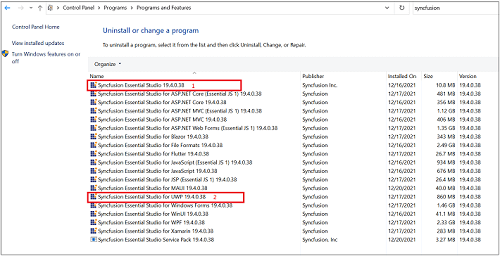 Control Panel > Programs > Programs and Features
syncfusion
Control Panel Home
View installed updates
Turn Windows features on or off
Uninstall or change a program
To uninstall a program, select it from the list and then click Uninstall, Change, or Repair.
Organize
Name Publisher Installed On Size Version
Syncfusion Essential Studio 19.4.0.38 1 Syncfusion Inc. 12/16/2021 10.8 MB 19.4.0.38
Syncfusion Essential Studio for ASP.NET Core (Essential JS 1) 19.4.0.38 Syncfusion 12/17/2021 481 MB 19.4.0.38
Syncfusion Essential Studio for ASP.NET Core 19.4.0.38 Syncfusion 12/16/2021 356 MB 19.4.0.38
Syncfusion Essential Studio for ASP.NET MVC (Essential JS 1) 19.4.0.38 Syncfusion 12/17/2021 1.12 GB 19.4.0.38
Syncfusion Essential Studio for ASP.NET MVC 19.4.0.38 Syncfusion 12/16/2021 406 MB 19.4.0.38
Syncfusion Essential Studio for ASP.NET Web Forms (Essential JS 1) 19.4.0.38 Syncfusion 12/17/2021 1.35 GB 19.4.0.38
Syncfusion Essential Studio for Blazor 19.4.0.38 Syncfusion 12/17/2021 343 MB 19.4.0.38
Syncfusion Essential Studio for File Formats 19.4.0.38 Syncfusion 12/17/2021 2.49 GB 19.4.0.38
Syncfusion Essential Studio for Flutter 19.4.0.38 Syncfusion 12/17/2021 26.7 MB 19.4.0.38
Syncfusion Essential Studio for JavaScript (Essential JS 1) 19.4.0.38 Syncfusion 12/16/2021 934 MB 19.4.0.38
Syncfusion Essential Studio for JavaScript 19.4.0.38 Syncfusion 12/17/2021 676 MB 19.4.0.38
Syncfusion Essential Studio for JSP (Essential JS 1) 19.4.0.38 Syncfusion 12/17/2021 26.4 MB 19.4.0.38
Syncfusion Essential Studio for MAUI 19.4.0.38 Syncfusion 12/20/2021 40.0 MB 19.4.0.38
Syncfusion Essential Studio for UWP 19.4.0.38 2 Syncfusion 12/17/2021 860 MB 19.4.0.38
Syncfusion Essential Studio for Windows Forms 19.4.0.38 Syncfusion 12/17/2021 1.46 GB 19.4.0.38
Syncfusion Essential Studio for WinUI 19.4.0.38 Syncfusion 12/16/2021 41.1 MB 19.4.0.38
Syncfusion Essential Studio for WPF 19.4.0.38 Syncfusion 12/17/2021 2.33 GB 19.4.0.38
Syncfusion Essential Studio for Xamarin 19.4.0.38 Syncfusion 12/17/2021 283 MB 19.4.0.38
Syncfusion Essential Studio Service Pack 19.4.0.38 Syncfusion, Inc 12/20/2021 3.27 MB 19.4.0.38